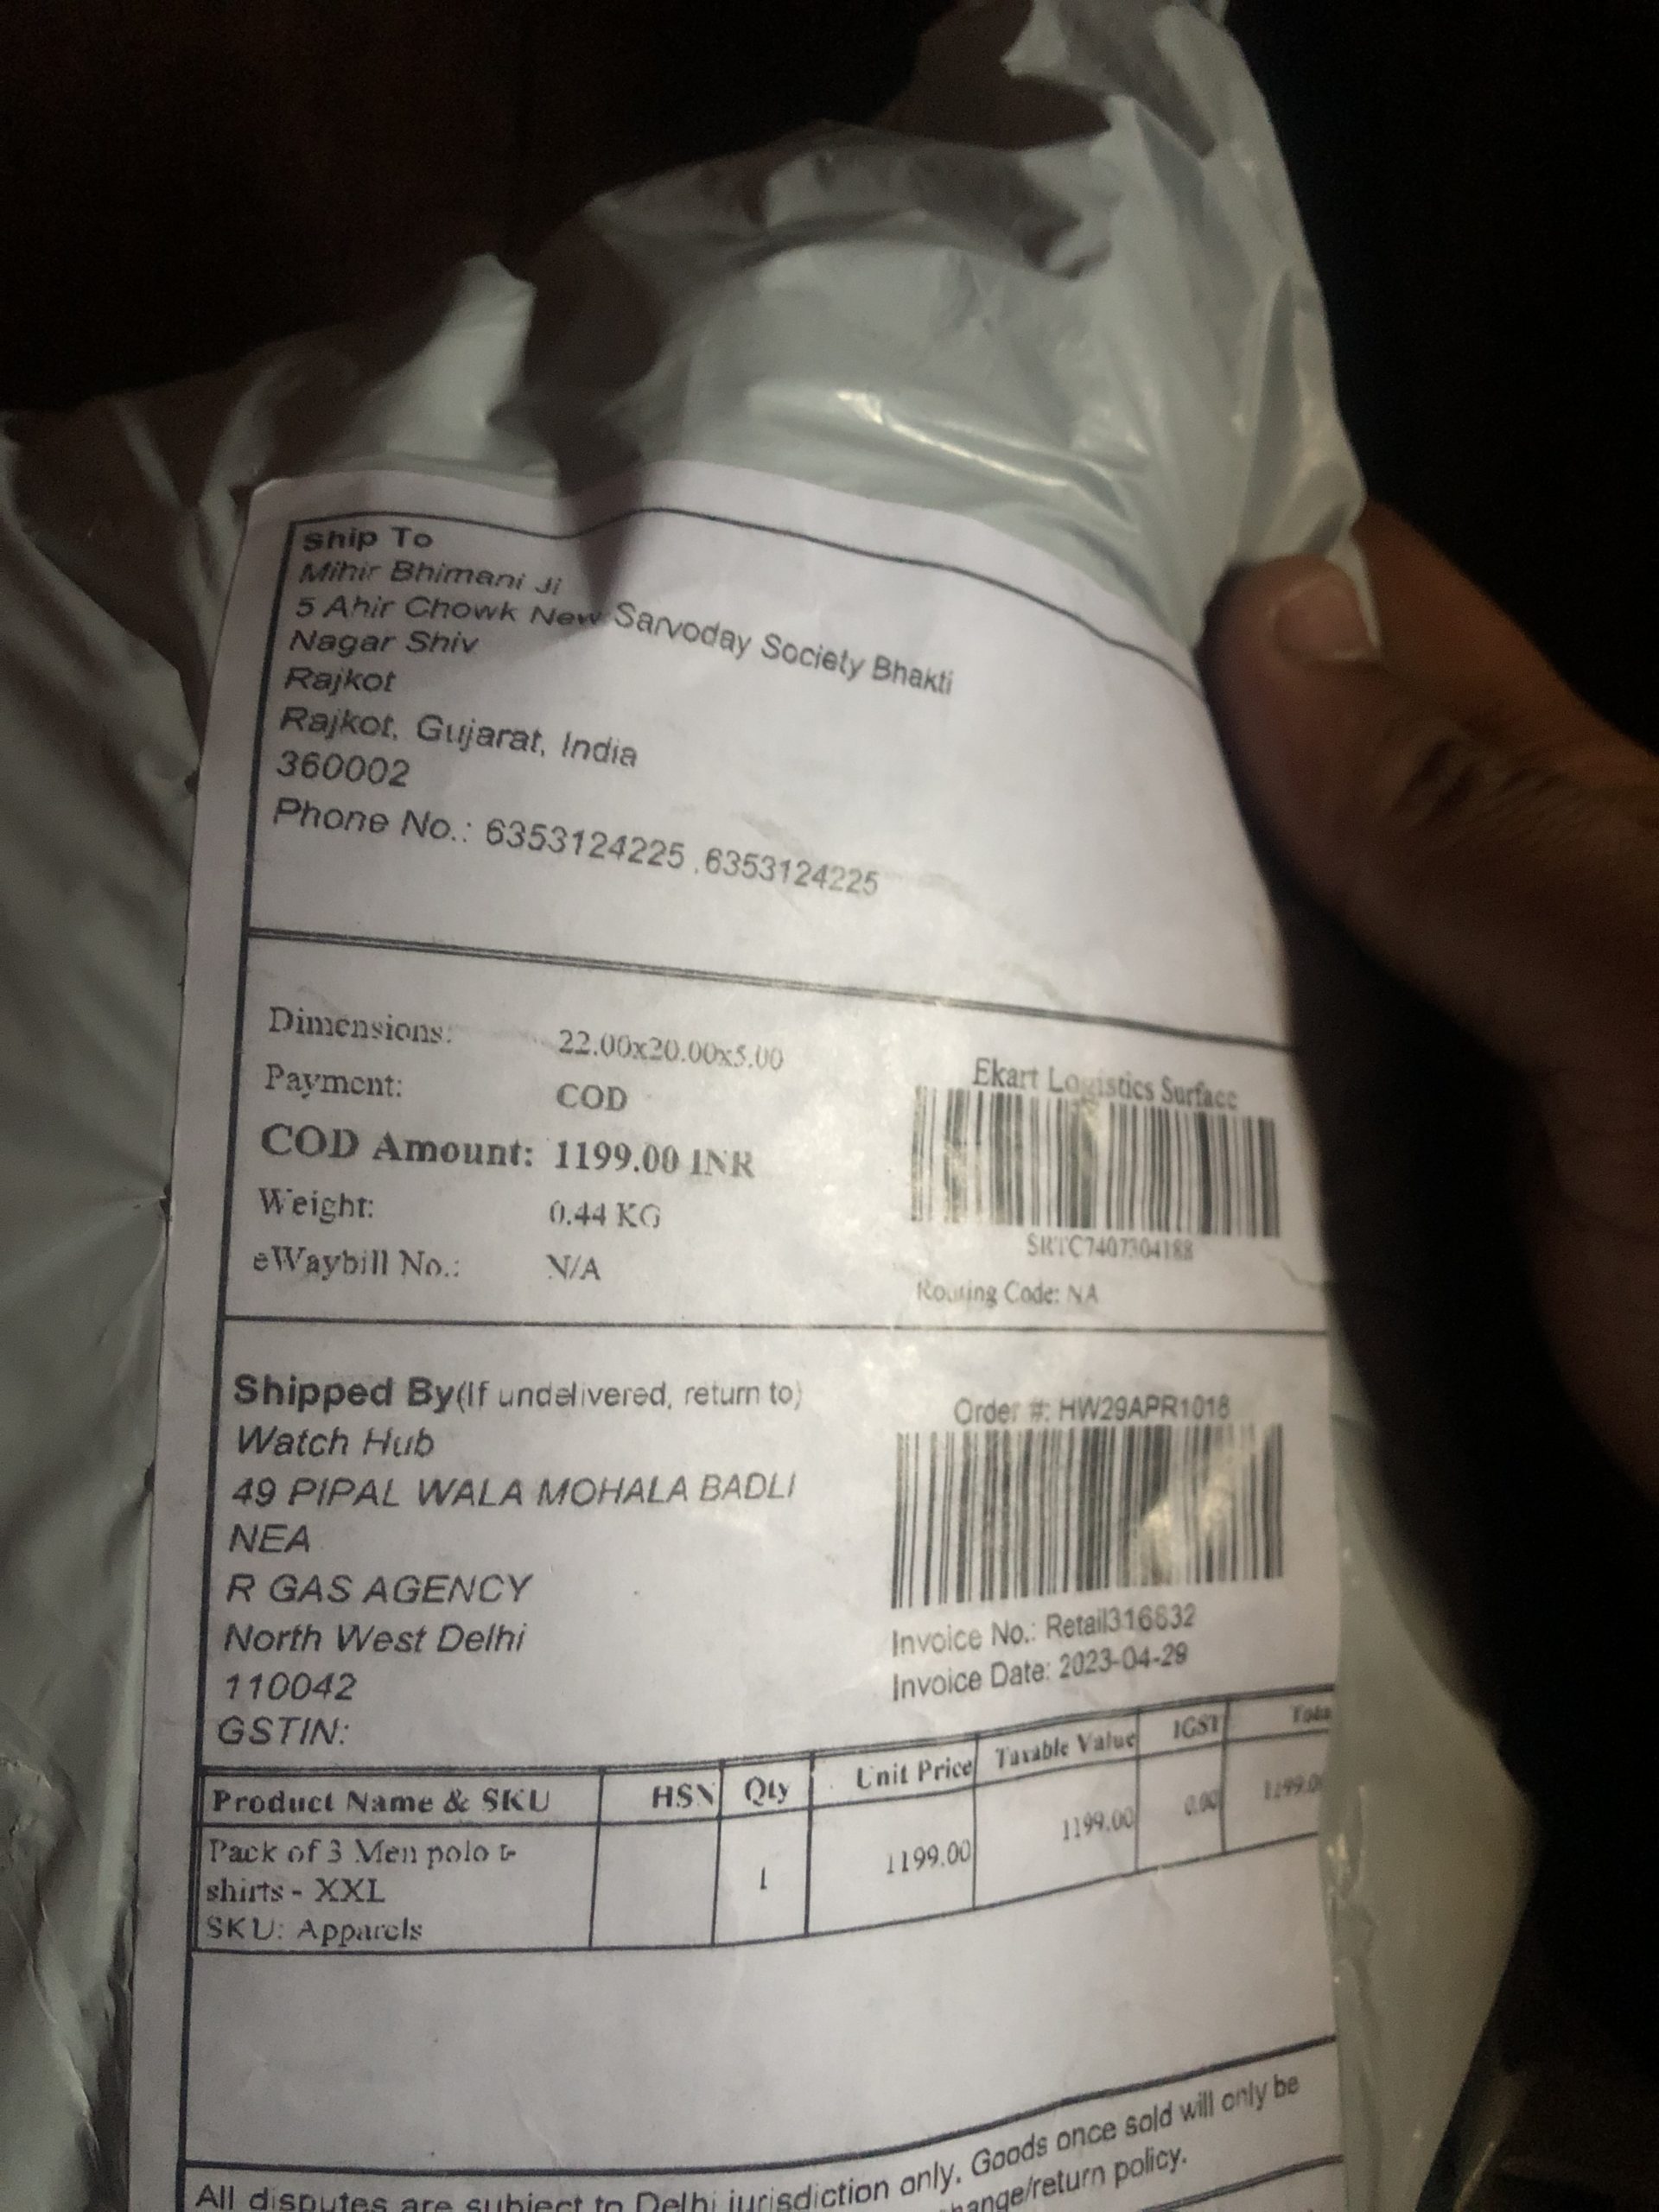 Ship To
Mihir Bhimani Ji
5 Ahir Chowk New Sarvoday Society Bhakti
Nagar Shiv
Rajkot
Rajkot, Gujarat, India
360002
Phone No.: 6353124225 ,6353124225
Dimensions: 22.00x20.00x5.00
Payment: COD
COD Amount: 1199.00 INR
Weight: 0.44 KG
eWaybill No.: N/A
Ekart Logistics Surface
SRTC7407304188
Routing Code: NA
Shipped By(If undelivered, return to)
Watch Hub
49 PIPAL WALA MOHALA BADLI
NEA
R GAS AGENCY
North West Delhi
110042
GSTIN:
Order #: HW29APR1018
Invoice No.: Retail316832
Invoice Date: 2023-04-29
Product Name & SKU HSN Qty Unit Price Taxable Value IGST Total
Pack of 3 Men polo t- 1 1199.00 1199.00 0.00 1199.0
shirts - XXL
SKU: Apparels
All disputes are subject to Delhi jurisdiction only. Goods once sold will only be
hange/return policy.